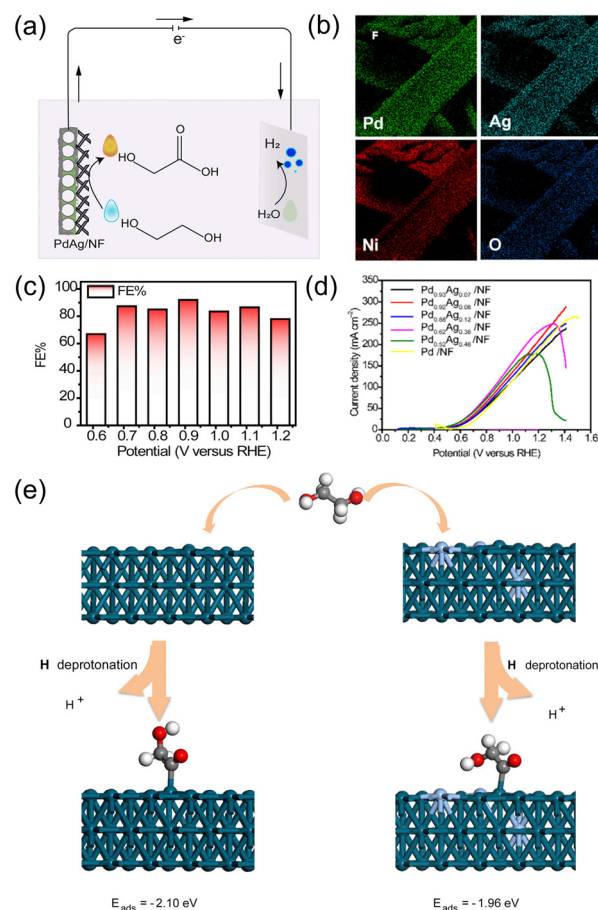 (a)
e-
HO
O
OH
HO
OH
PdAg/NF
H₂
H₂O
(b)
F
Pd
Ag
Ni
O
(c)
FE%
FE%
100
80
60
40
20
0
0.6 0.7 0.8 0.9 1.0 1.1 1.2
Potential (V versus RHE)
(d)
Current density (mA cm⁻²)
350
300
250
200
150
100
50
0
Pd0.93Ag0.07 /NF
Pd0.92Ag0.08 /NF
Pd0.88Ag0.12 /NF
Pd0.62Ag0.38 /NF
Pd0.52Ag0.48 /NF
Pd /NF
0.0 0.2 0.4 0.6 0.8 1.0 1.2 1.4 1.6
Potential (V versus RHE)
(e)
H deprotonation
H +
H deprotonation
H +
Eads = -2.10 eV
Eads = -1.96 eV